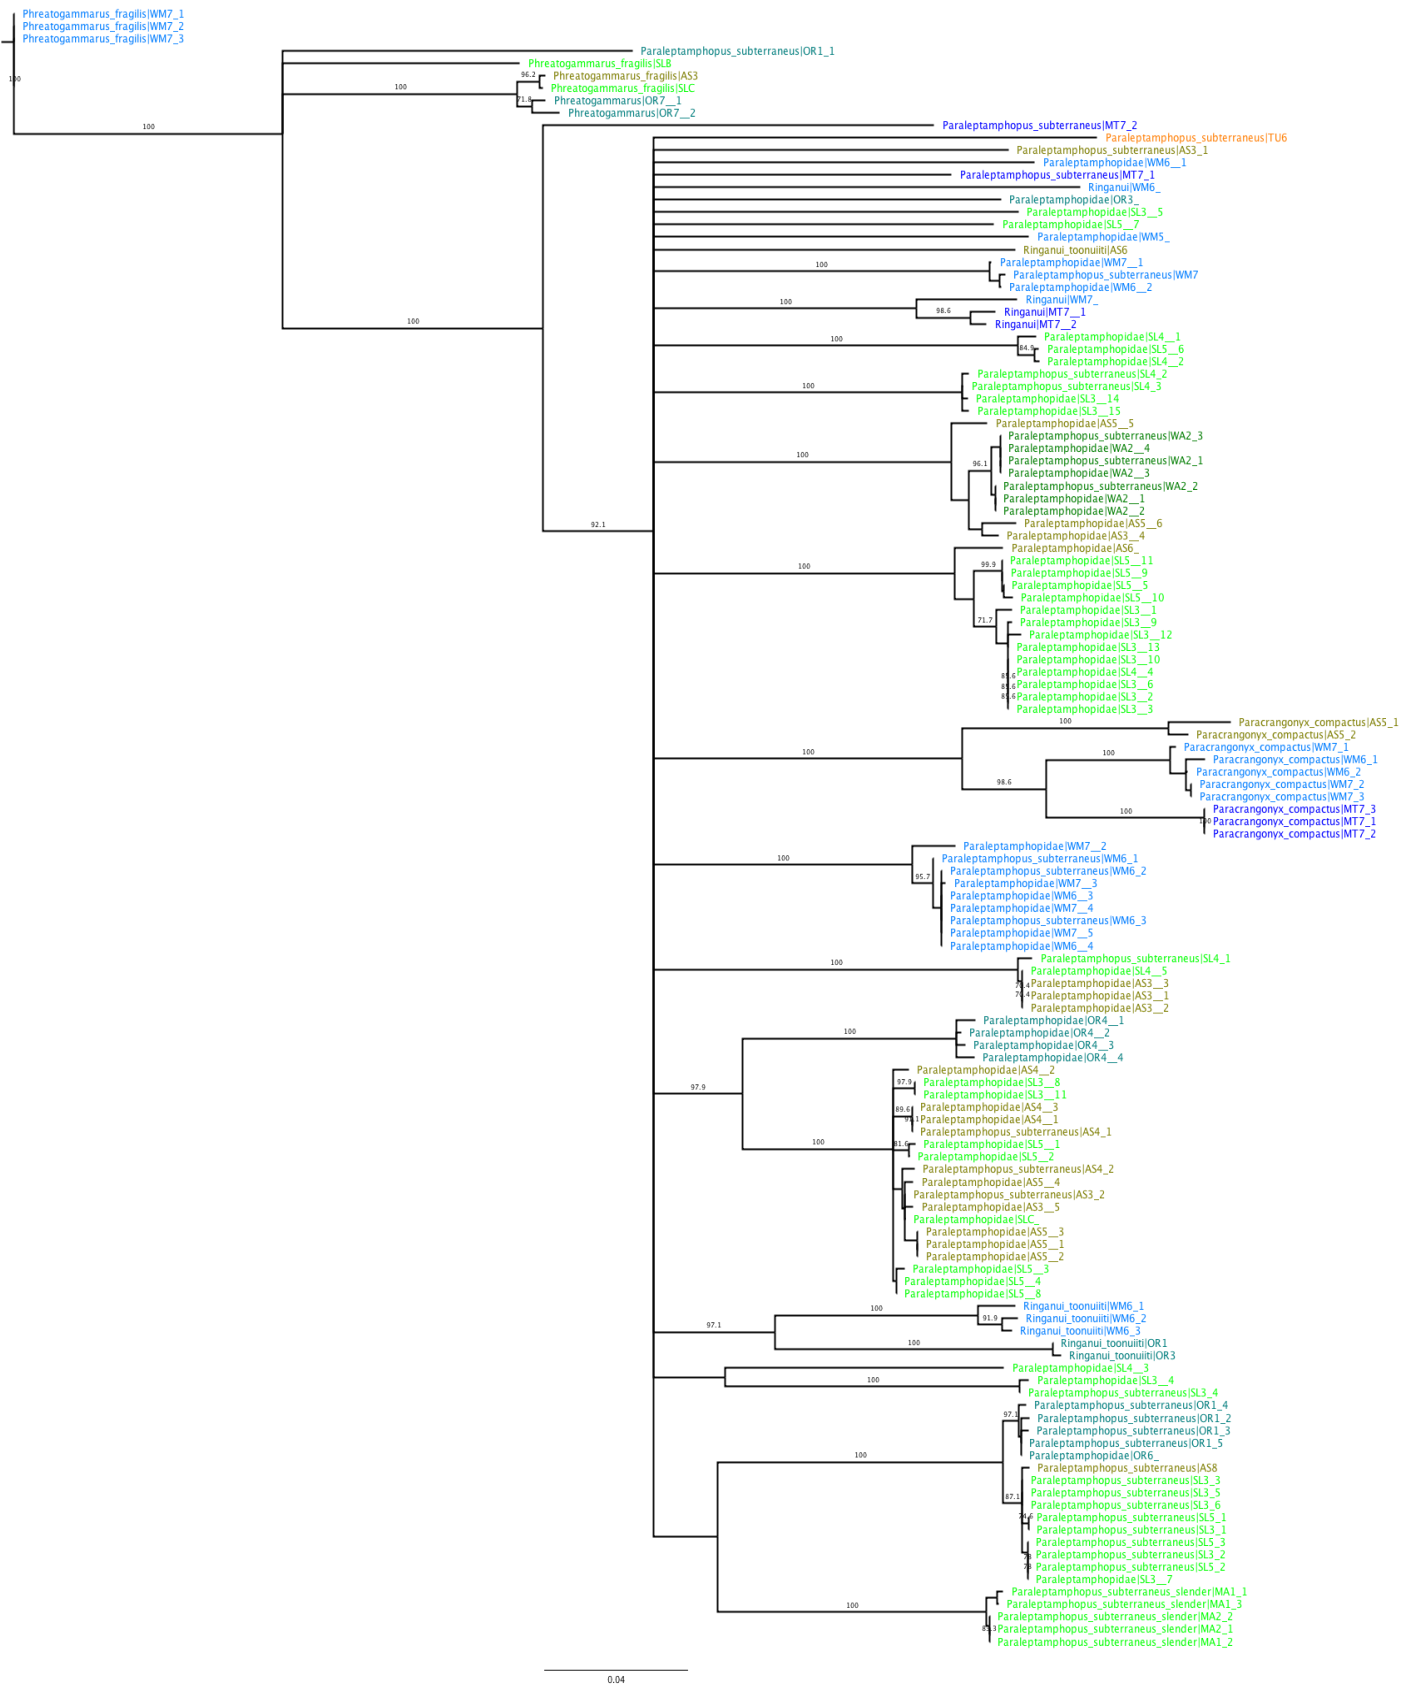 Phreatogammarus_fragilis|WM7_1
Phreatogammarus_fragilis|WM7_2
Phreatogammarus_fragilis|WM7_3
Paraleptamphopus_subterraneus|OR1_1
Phreatogammarus_fragilis|SLB
96.2 Phreatogammarus_fragilis|AS3
100
100 Phreatogammarus_fragilis|SLC
71.8 Phreatogammarus|OR7__1
Phreatogammarus|OR7__2
100 Paraleptamphopus_subterraneus|MT7_2
Paraleptamphopus_subterraneus|TU6
Paraleptamphopus_subterraneus|AS3_1
Paraleptamphopidae|WM6__1
Paraleptamphopus_subterraneus|MT7_1
Ringanui|WM6_
Paraleptamphopidae|OR3_
Paraleptamphopidae|SL3__5
Paraleptamphopidae|SL5__7
Paraleptamphopidae|WM5_
Ringanui_toonuiiti|AS6
100 Paraleptamphopidae|WM7__1
Paraleptamphopus_subterraneus|WM7
Paraleptamphopidae|WM6__2
100 Ringanui|WM7_
98.6 Ringanui|MT7__1
100 Ringanui|MT7__2
100 Paraleptamphopidae|SL4__1
84.9 Paraleptamphopidae|SL5__6
Paraleptamphopidae|SL4__2
Paraleptamphopus_subterraneus|SL4_2
100 Paraleptamphopus_subterraneus|SL4_3
Paraleptamphopidae|SL3__14
Paraleptamphopidae|SL3__15
Paraleptamphopidae|AS5__5
Paraleptamphopus_subterraneus|WA2_3
Paraleptamphopidae|WA2__4
100 Paraleptamphopus_subterraneus|WA2_1
96.1 Paraleptamphopidae|WA2__3
Paraleptamphopus_subterraneus|WA2_2
Paraleptamphopidae|WA2__1
Paraleptamphopidae|WA2__2
92.1 Paraleptamphopidae|AS5__6
Paraleptamphopidae|AS3__4
Paraleptamphopidae|AS6_
Paraleptamphopidae|SL5__11
100 99.9 Paraleptamphopidae|SL5__9
Paraleptamphopidae|SL5__5
Paraleptamphopidae|SL5__10
Paraleptamphopidae|SL3__1
71.7 Paraleptamphopidae|SL3__9
Paraleptamphopidae|SL3__12
Paraleptamphopidae|SL3__13
Paraleptamphopidae|SL3__10
Paraleptamphopidae|SL4__4
Paraleptamphopidae|SL3__6
Paraleptamphopidae|SL3__2
Paraleptamphopidae|SL3__3
100 Paracrangonyx_compactus|AS5_1
Paracrangonyx_compactus|AS5_2
100 100 Paracrangonyx_compactus|WM7_1
Paracrangonyx_compactus|WM6_1
Paracrangonyx_compactus|WM6_2
98.6 Paracrangonyx_compactus|WM7_2
Paracrangonyx_compactus|WM7_3
100 Paracrangonyx_compactus|MT7_3
100 Paracrangonyx_compactus|MT7_1
Paracrangonyx_compactus|MT7_2
Paraleptamphopidae|WM7__2
100 Paraleptamphopus_subterraneus|WM6_1
Paraleptamphopus_subterraneus|WM6_2
95.7 Paraleptamphopidae|WM7__3
Paraleptamphopidae|WM6__3
Paraleptamphopidae|WM7__4
Paraleptamphopus_subterraneus|WM6_3
Paraleptamphopidae|WM7__5
Paraleptamphopidae|WM6__4
100 Paraleptamphopus_subterraneus|SL4_1
Paraleptamphopidae|SL4__5
Paraleptamphopidae|AS3__3
Paraleptamphopidae|AS3__1
Paraleptamphopidae|AS3__2
Paraleptamphopidae|OR4__1
100 Paraleptamphopidae|OR4__2
Paraleptamphopidae|OR4__3
Paraleptamphopidae|OR4__4
Paraleptamphopidae|AS4__2
97.9 97.9 Paraleptamphopidae|SL3__8
Paraleptamphopidae|SL3__11
89.6 Paraleptamphopidae|AS4__3
Paraleptamphopidae|AS4__1
Paraleptamphopus_subterraneus|AS4_1
100 81.6 Paraleptamphopidae|SL5__1
Paraleptamphopidae|SL5__2
Paraleptamphopus_subterraneus|AS4_2
Paraleptamphopidae|AS5__4
Paraleptamphopus_subterraneus|AS3_2
Paraleptamphopidae|AS3__5
Paraleptamphopidae|SLC_
Paraleptamphopidae|AS5__3
Paraleptamphopidae|AS5__1
Paraleptamphopidae|AS5__2
Paraleptamphopidae|SL5__3
Paraleptamphopidae|SL5__4
Paraleptamphopidae|SL5__8
100 Ringanui_toonuiiti|WM6_1
97.1 91.9 Ringanui_toonuiiti|WM6_2
Ringanui_toonuiiti|WM6_3
100 Ringanui_toonuiiti|OR1
Ringanui_toonuiiti|OR3
Paraleptamphopidae|SL4__3
100 Paraleptamphopidae|SL3__4
Paraleptamphopus_subterraneus|SL3_4
Paraleptamphopus_subterraneus|OR1_4
97.1 Paraleptamphopus_subterraneus|OR1_2
Paraleptamphopus_subterraneus|OR1_3
Paraleptamphopus_subterraneus|OR1_5
100 Paraleptamphopidae|OR6_
Paraleptamphopus_subterraneus|AS8
Paraleptamphopus_subterraneus|SL3_3
Paraleptamphopus_subterraneus|SL3_5
87.1 Paraleptamphopus_subterraneus|SL3_6
Paraleptamphopus_subterraneus|SL5_1
Paraleptamphopus_subterraneus|SL3_1
Paraleptamphopus_subterraneus|SL5_3
Paraleptamphopus_subterraneus|SL3_2
Paraleptamphopus_subterraneus|SL5_2
Paraleptamphopidae|SL3__7
Paraleptamphopus_subterraneus_slender|MA1_1
100 Paraleptamphopus_subterraneus_slender|MA1_3
Paraleptamphopus_subterraneus_slender|MA2_2
Paraleptamphopus_subterraneus_slender|MA2_1
Paraleptamphopus_subterraneus_slender|MA1_2
0.04